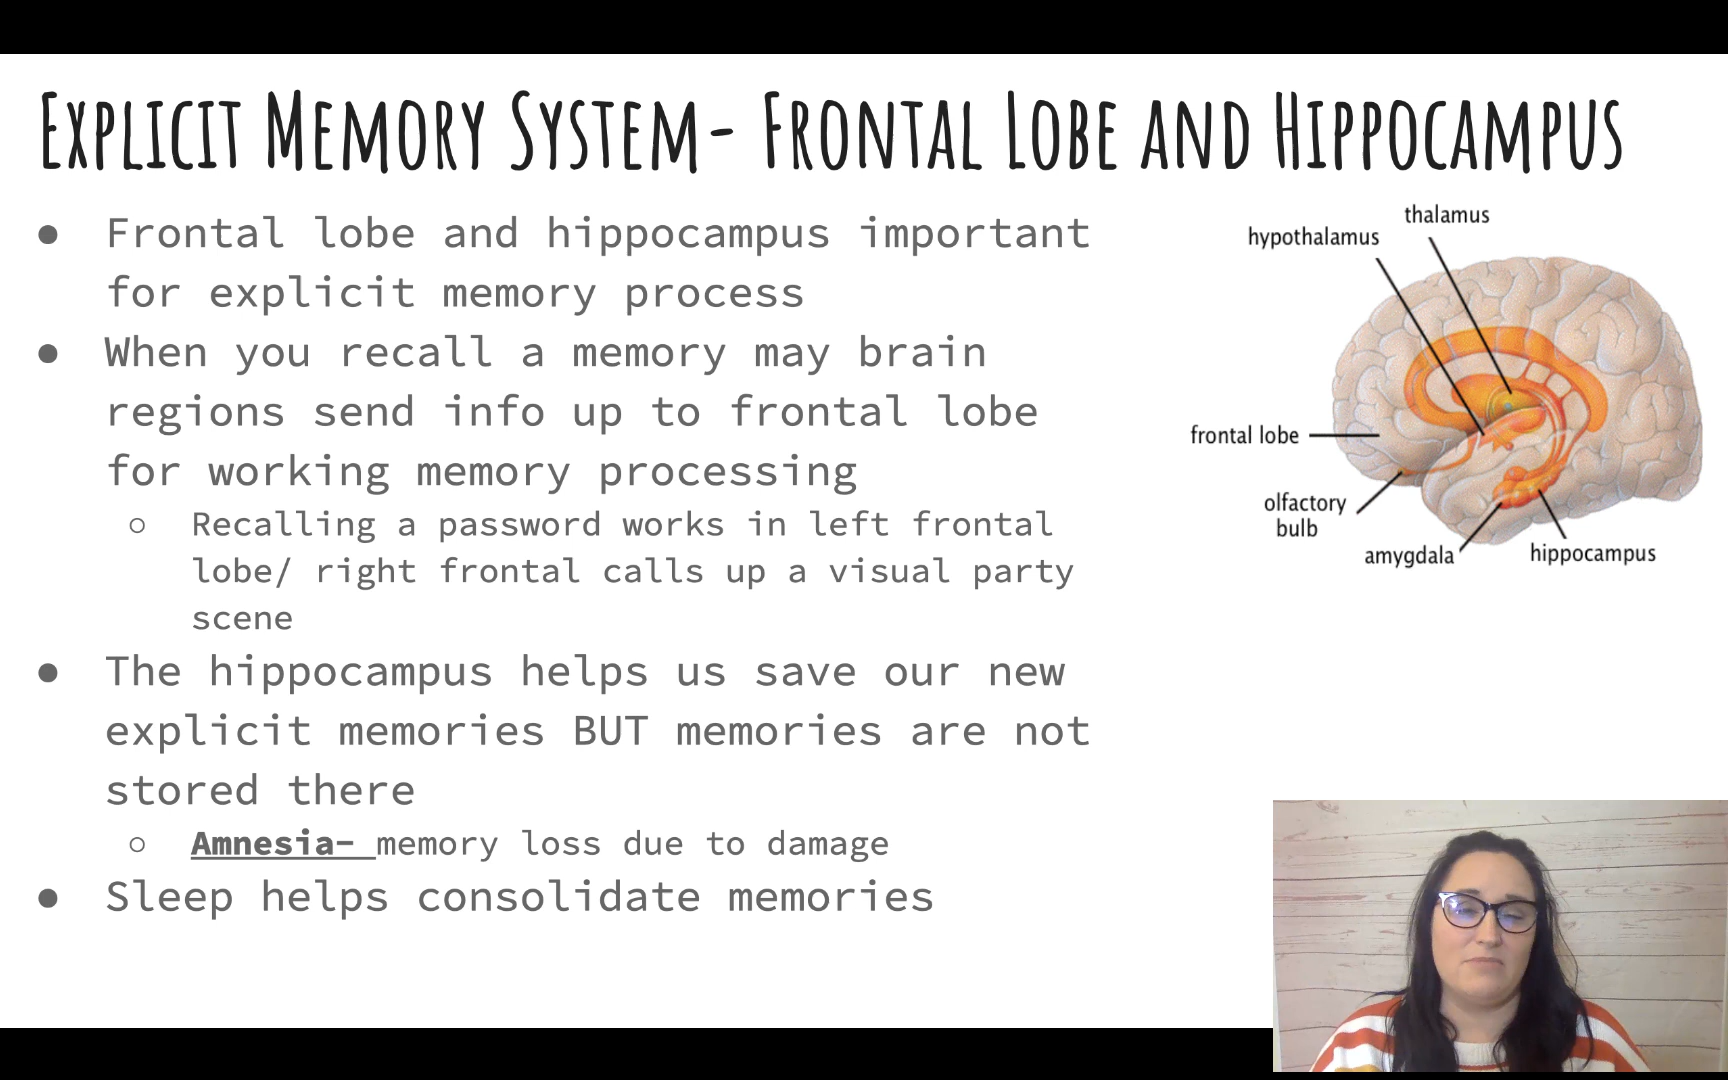 Explicit Memory System- Frontal Lobe and Hippocampus
● Frontal lobe and hippocampus important
for explicit memory process
● When you recall a memory may brain
regions send info up to frontal lobe
for working memory processing
○ Recalling a password works in left frontal
lobe/ right frontal calls up a visual party
scene
● The hippocampus helps us save our new
explicit memories BUT memories are not
stored there
○ Amnesia- memory loss due to damage
● Sleep helps consolidate memories
thalamus
hypothalamus
frontal lobe
olfactory
bulb
amygdala
hippocampus